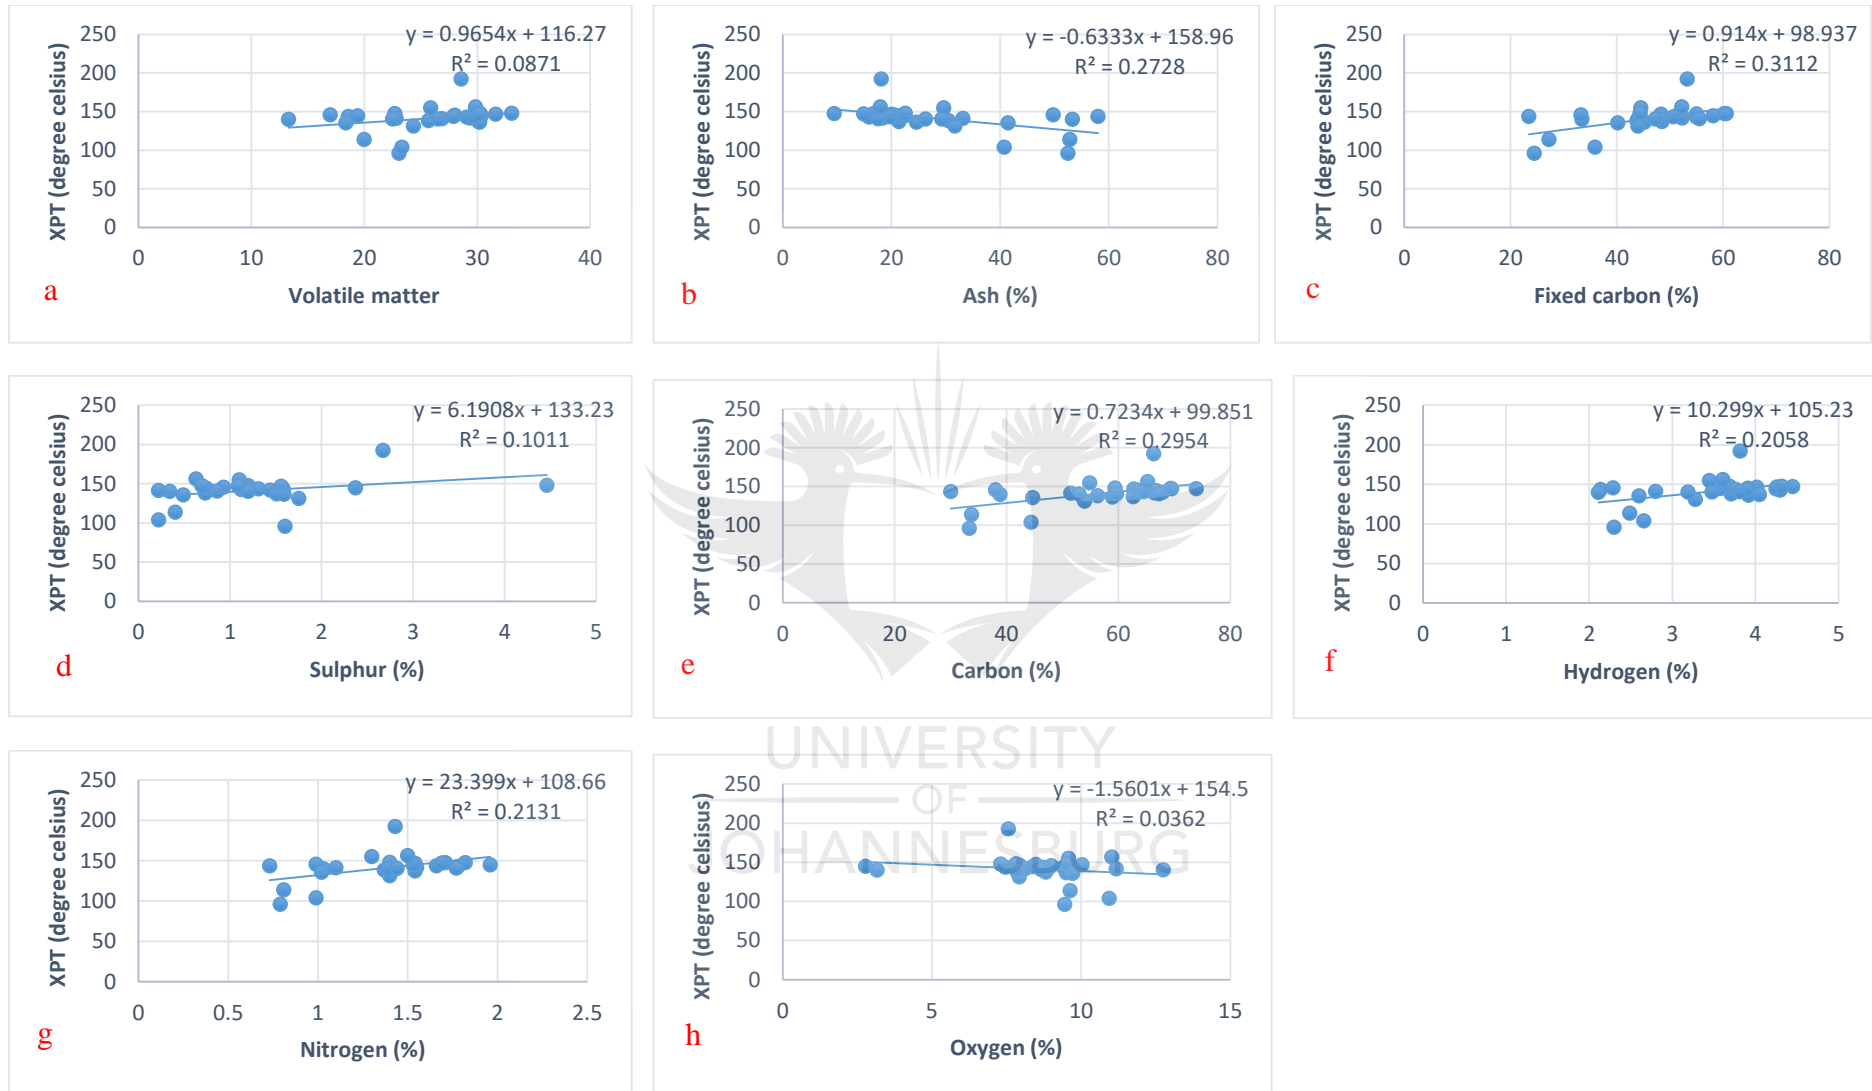 y = 0.9654x + 116.27
R² = 0.0871
250
200
150
100
50
0
XPT (degree celsius)
0 10 20 30 40
Volatile matter
a
y = -0.6333x + 158.96
R² = 0.2728
250
200
150
100
50
0
XPT (degree celsius)
0 20 40 60 80
Ash (%)
b
y = 0.914x + 98.937
R² = 0.3112
250
200
150
100
50
0
XPT (degree celsius)
0 20 40 60 80
Fixed carbon (%)
c
y = 6.1908x + 133.23
R² = 0.1011
250
200
150
100
50
0
XPT (degree celsius)
0 1 2 3 4 5
Sulphur (%)
d
y = 0.7234x + 99.851
R² = 0.2954
250
200
150
100
50
0
XPT (degree celsius)
0 20 40 60 80
Carbon (%)
e
y = 10.299x + 105.23
R² = 0.2058
250
200
150
100
50
0
XPT (degree celsius)
0 1 2 3 4 5
Hydrogen (%)
f
y = 23.399x + 108.66
R² = 0.2131
250
200
150
100
50
0
XPT (degree celsius)
0 0.5 1 1.5 2 2.5
Nitrogen (%)
g
y = -1.5601x + 154.5
R² = 0.0362
250
200
150
100
50
0
XPT (degree celsisus)
0 5 10 15
Oxygen (%)
h
UNIVERSITY
OF
JOHANNESBURG